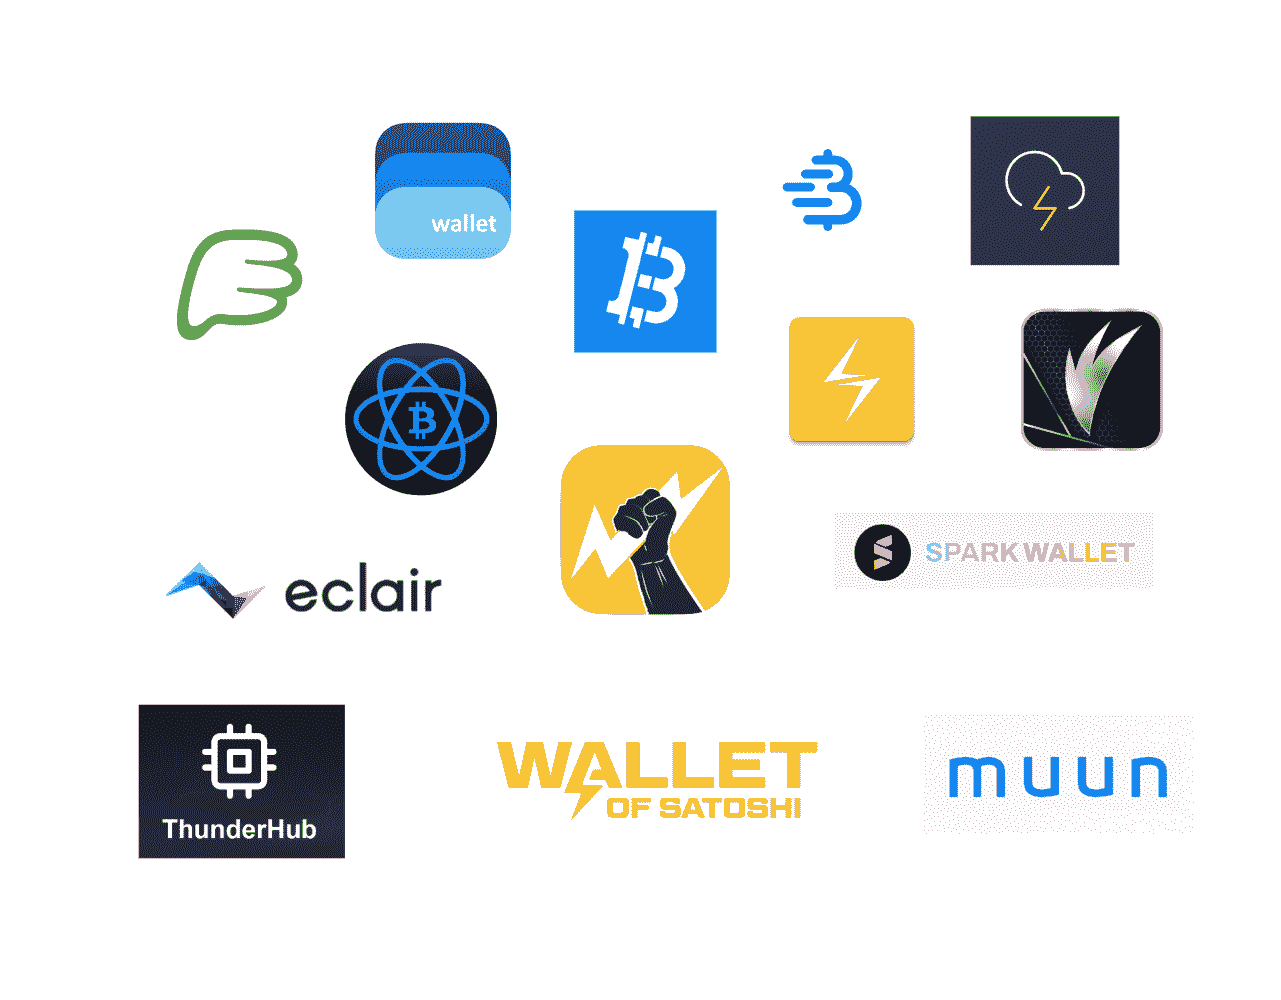 wallet
eclair
SPARK WALLET
ThunderHub
WALLET
OF SATOSHI
muun